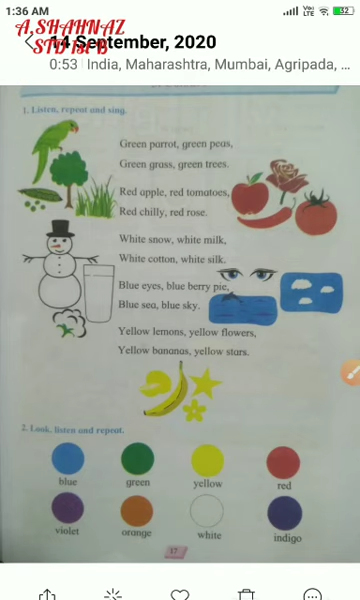 1:36 AM
Vo
LTE
52
A,SHAHNAZ
14 September, 2020
0:53 India, Maharashtra, Mumbai, Agripada, ...
1. Listen, repeat and sing.
Green parrot, green peas,
Green grass, green trees.
Red apple, red tomatoes,
Red chilly, red rose.
White snow, white milk,
White cotton, white silk.
Blue eyes, blue berry pie,
Blue sea, blue sky.
Yellow lemons, yellow flowers,
Yellow bananas, yellow stars.
2. Look, listen and repeat.
blue green yellow red
violet orange white indigo
17